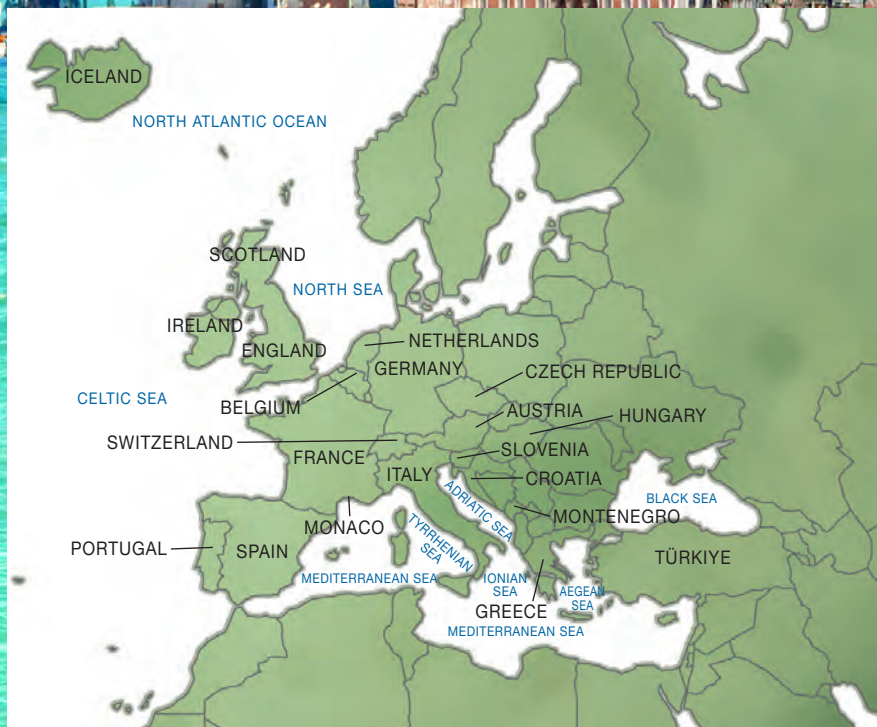 ICELAND
NORTH ATLANTIC OCEAN
SCOTLAND
NORTH SEA
IRELAND
NETHERLANDS
ENGLAND
GERMANY
CZECH REPUBLIC
CELTIC SEA
BELGIUM
AUSTRIA
HUNGARY
SWITZERLAND
SLOVENIA
FRANCE
ITALY
CROATIA
ADRIATIC SEA
BLACK SEA
MONACO
MONTENEGRO
TYRRHENIAN
SEA
PORTUGAL
SPAIN
TÜRKIYE
MEDITERRANEAN SEA
IONIAN
SEA
AEGEAN
SEA
GREECE
MEDITERRANEAN SEA